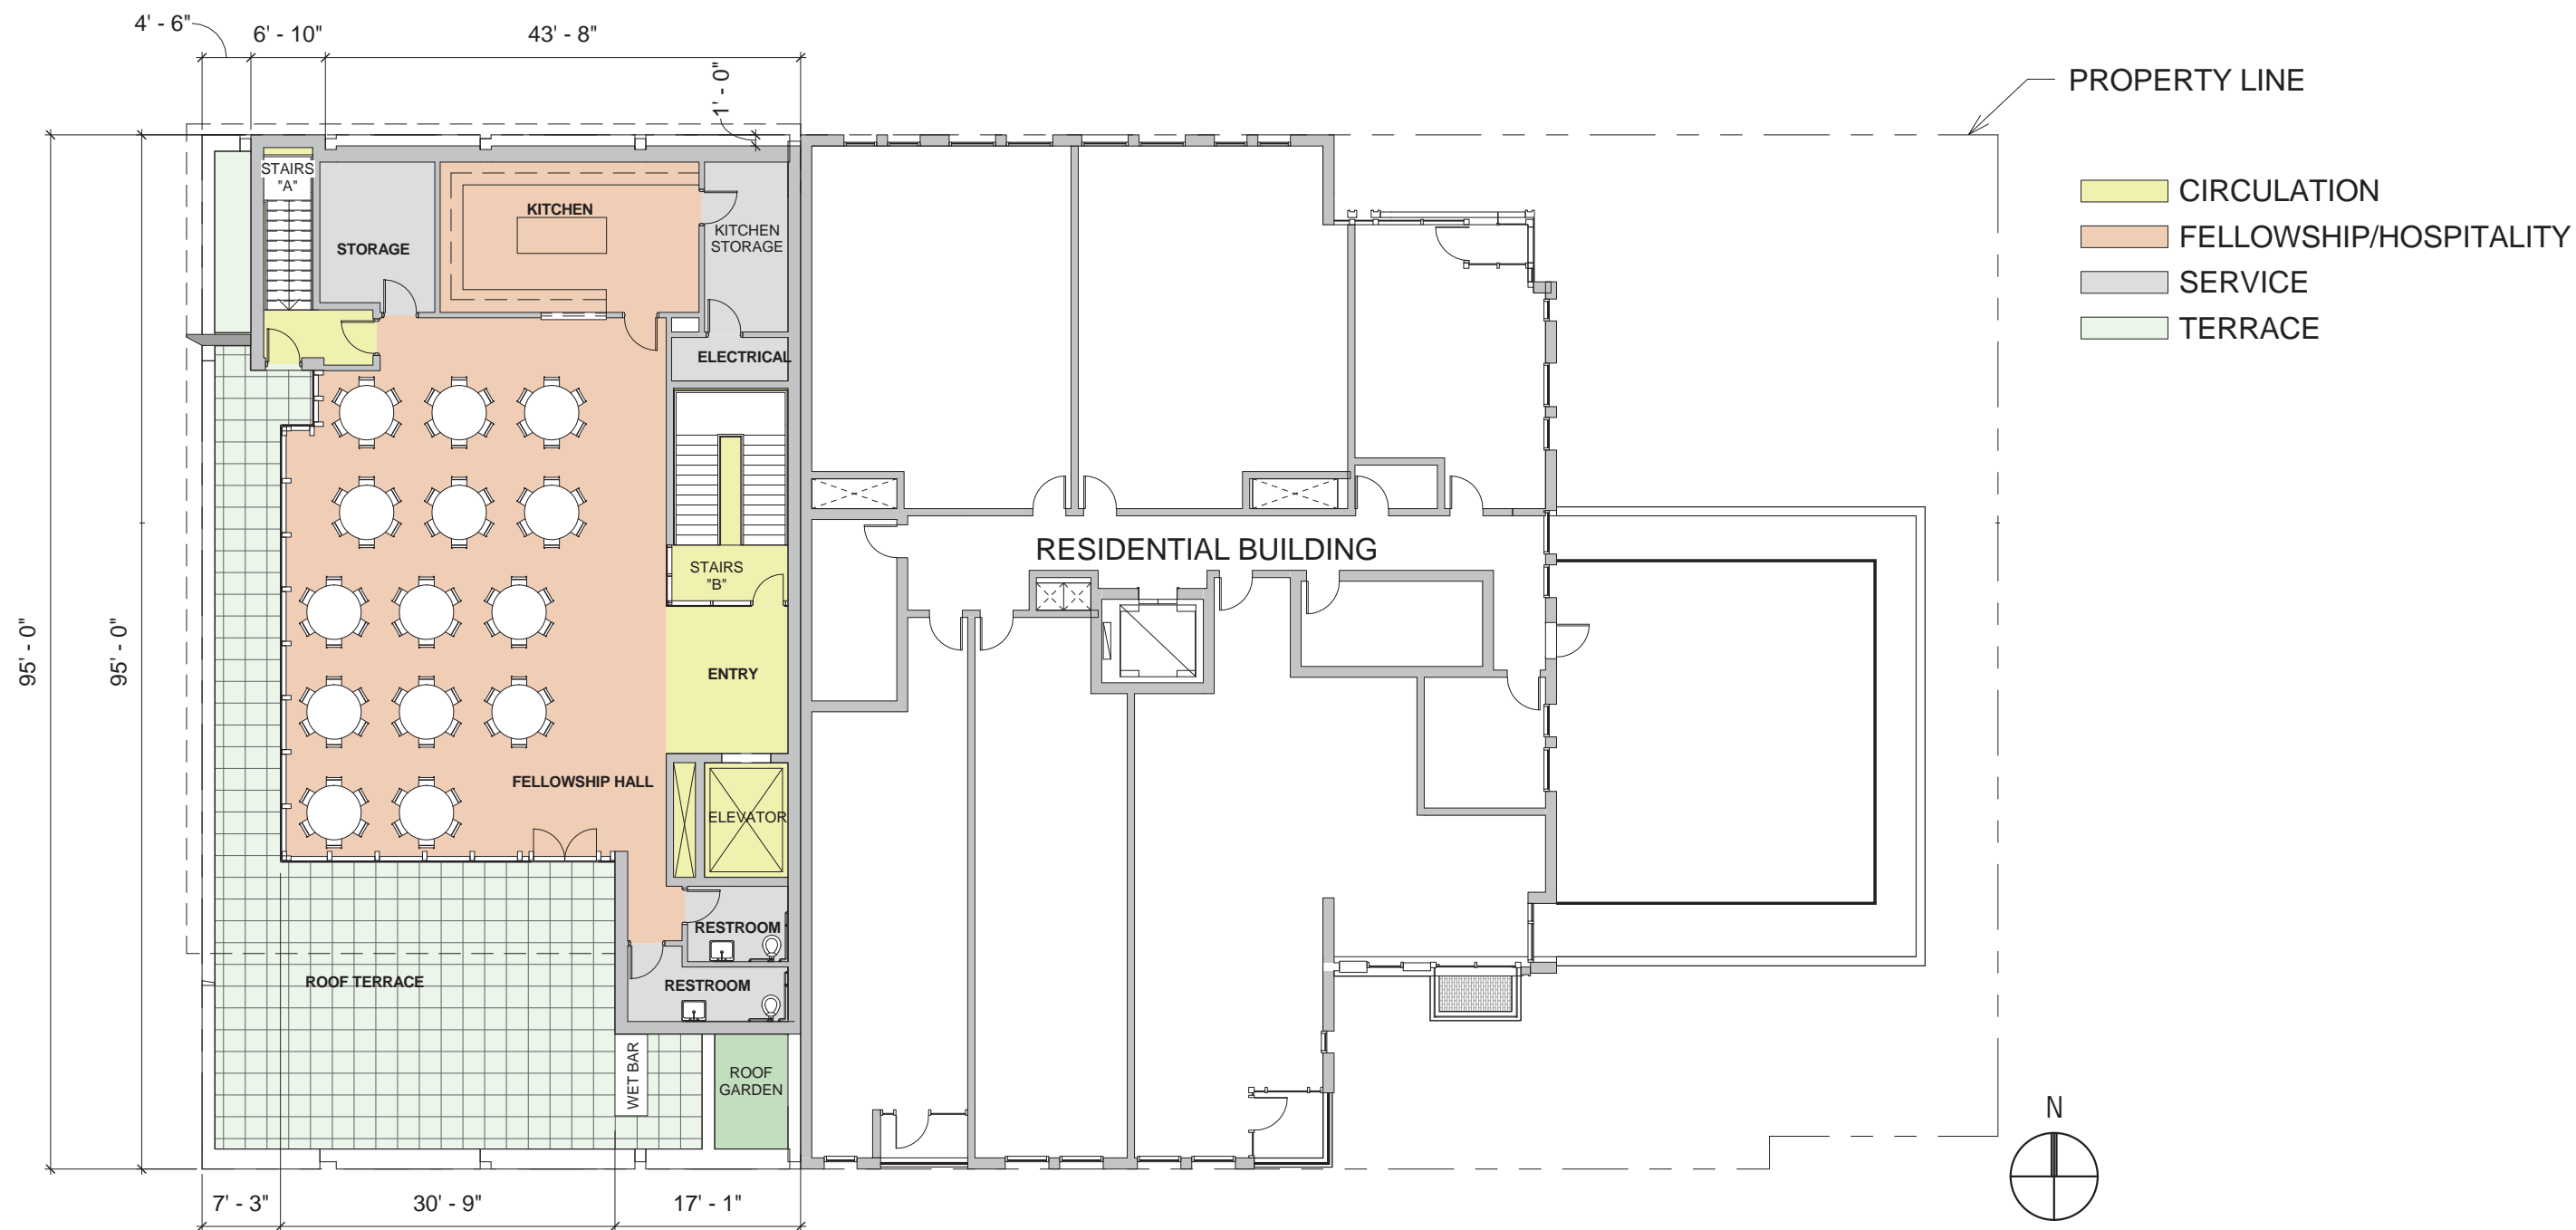 4' - 6"
6' - 10"
43' - 8"
1' - 0"
PROPERTY LINE
CIRCULATION
FELLOWSHIP/HOSPITALITY
SERVICE
TERRACE
STAIRS
"A"
STORAGE
KITCHEN
KITCHEN
STORAGE
ELECTRICAL
STAIRS
"B"
RESIDENTIAL BUILDING
95' - 0"
95' - 0"
ENTRY
FELLOWSHIP HALL
ELEVATOR
RESTROOM
RESTROOM
ROOF TERRACE
WET BAR
ROOF
GARDEN
N
7' - 3"
30' - 9"
17' - 1"